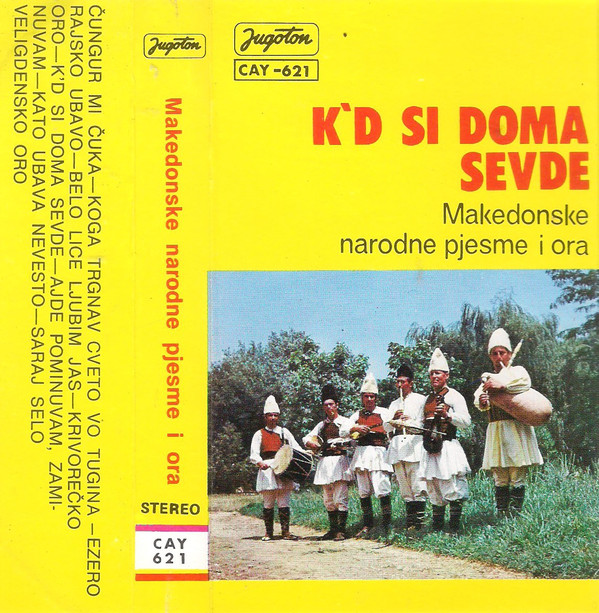 ČUNGUR MI ČUKA—KOGA TRGNAV CVETO VO TUGINA—EZERO
RAJSKO UBAVO—BELO LICE LJUBIM JAS—KRIVOREČKO
ORO—K'D SI DOMA SEVDE—AJDE POMINUVAM, ZAMI-
NUVAM—KATO UBAVA NEVESTO—SARAJ SELO
VELIGDENSKO ORO
Jugoton
Makedonske narodne pjesme i ora
STEREO
CAY
621
Jugoton
CAY-621
K`D SI DOMA
SEVDE
Makedonske
narodne pjesme i ora